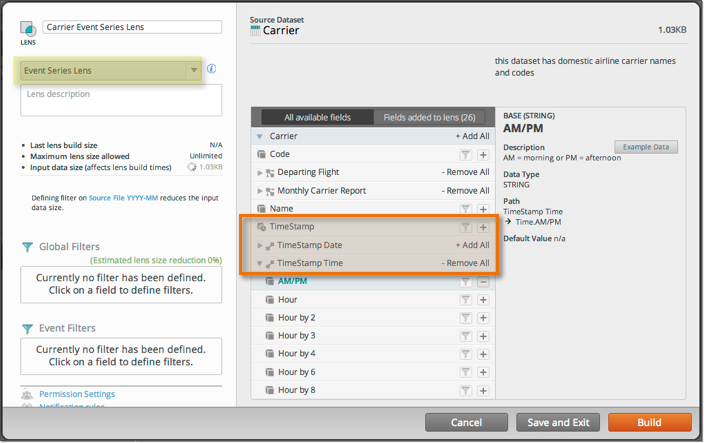 Carrier Event Series Lens
LENS
Event Series Lens
Lens description
• Last lens build size N/A
• Maximum lens size allowed Unlimited
• Input data size (affects lens build times) 1.03KB
Defining filter on Source File YYYY-MM reduces the input
data size.
Global Filters
(Estimated lens size reduction 0%)
Currently no filter has been defined.
Click on a field to define filters.
Event Filters
Currently no filter has been defined.
Click on a field to define filters.
Permission Settings
Notification rules
Source Dataset
Carrier
1.03KB
this dataset has domestic airline carrier names
and codes
All available fields
Fields added to lens (26)
Carrier + Add All
Code
Departing Flight - Remove All
Monthly Carrier Report - Remove All
Name
TimeStamp
TimeStamp Date + Add All
TimeStamp Time - Remove All
AM/PM
Hour
Hour by 2
Hour by 3
Hour by 4
Hour by 6
Hour by 8
BASE (STRING)
AM/PM
Description
Example Data
AM = morning or PM = afternoon
Data Type
STRING
Path
TimeStamp Time
→ Time.AM/PM
Default Value n/a
Cancel
Save and Exit
Build